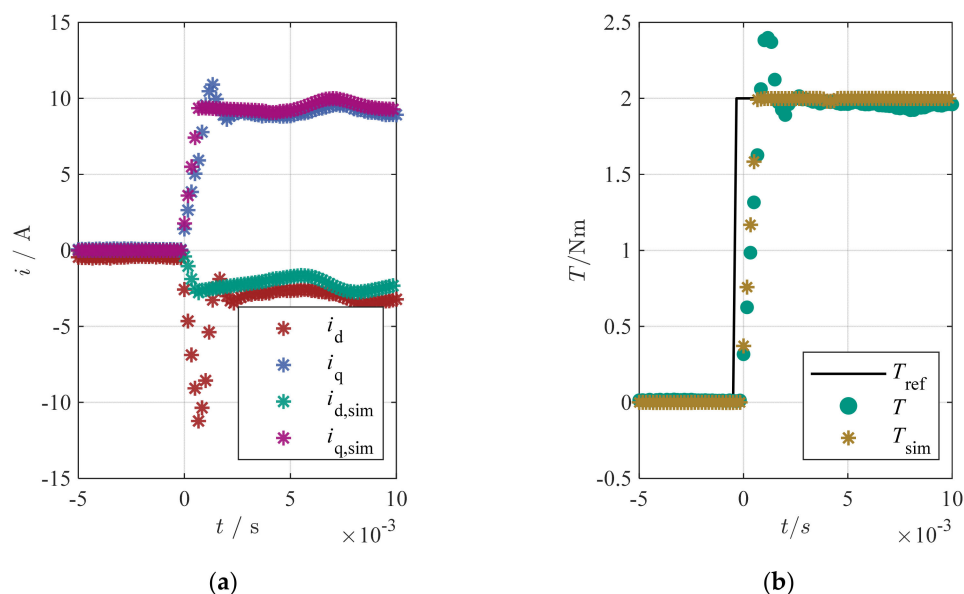 15
10
5
0
-5
-10
-15
i / A
-5
0
5
10
t / s
×10⁻³
i_d
i_q
i_d,sim
i_q,sim
(a)
2.5
2
1.5
1
0.5
0
-0.5
T/Nm
-5
0
5
10
t/s
×10⁻³
T_ref
T
T_sim
(b)